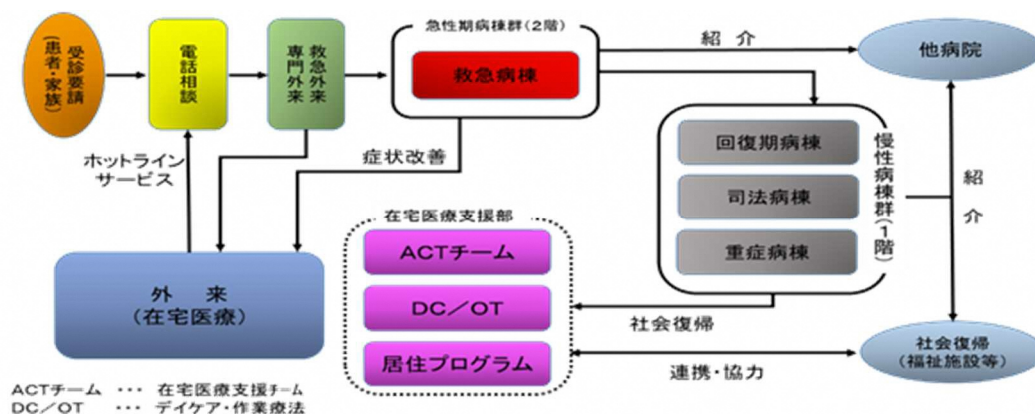 受診要請
(患者・家族)
電話相談
救急外来
専門外来
急性期病棟群(2階)
救急病棟
紹 介
他病院
ホットライン
サービス
症状改善
回復期病棟
司法病棟
重症病棟
慢性病棟群(1階)
紹 介
在宅医療支援部
ACTチーム
DC/OT
居住プログラム
外 来
(在宅医療)
社会復帰
連携・協力
社会復帰
(福祉施設等)
ACTチーム ・・・ 在宅医療支援チーム
DC/OT ・・・ デイケア・作業療法